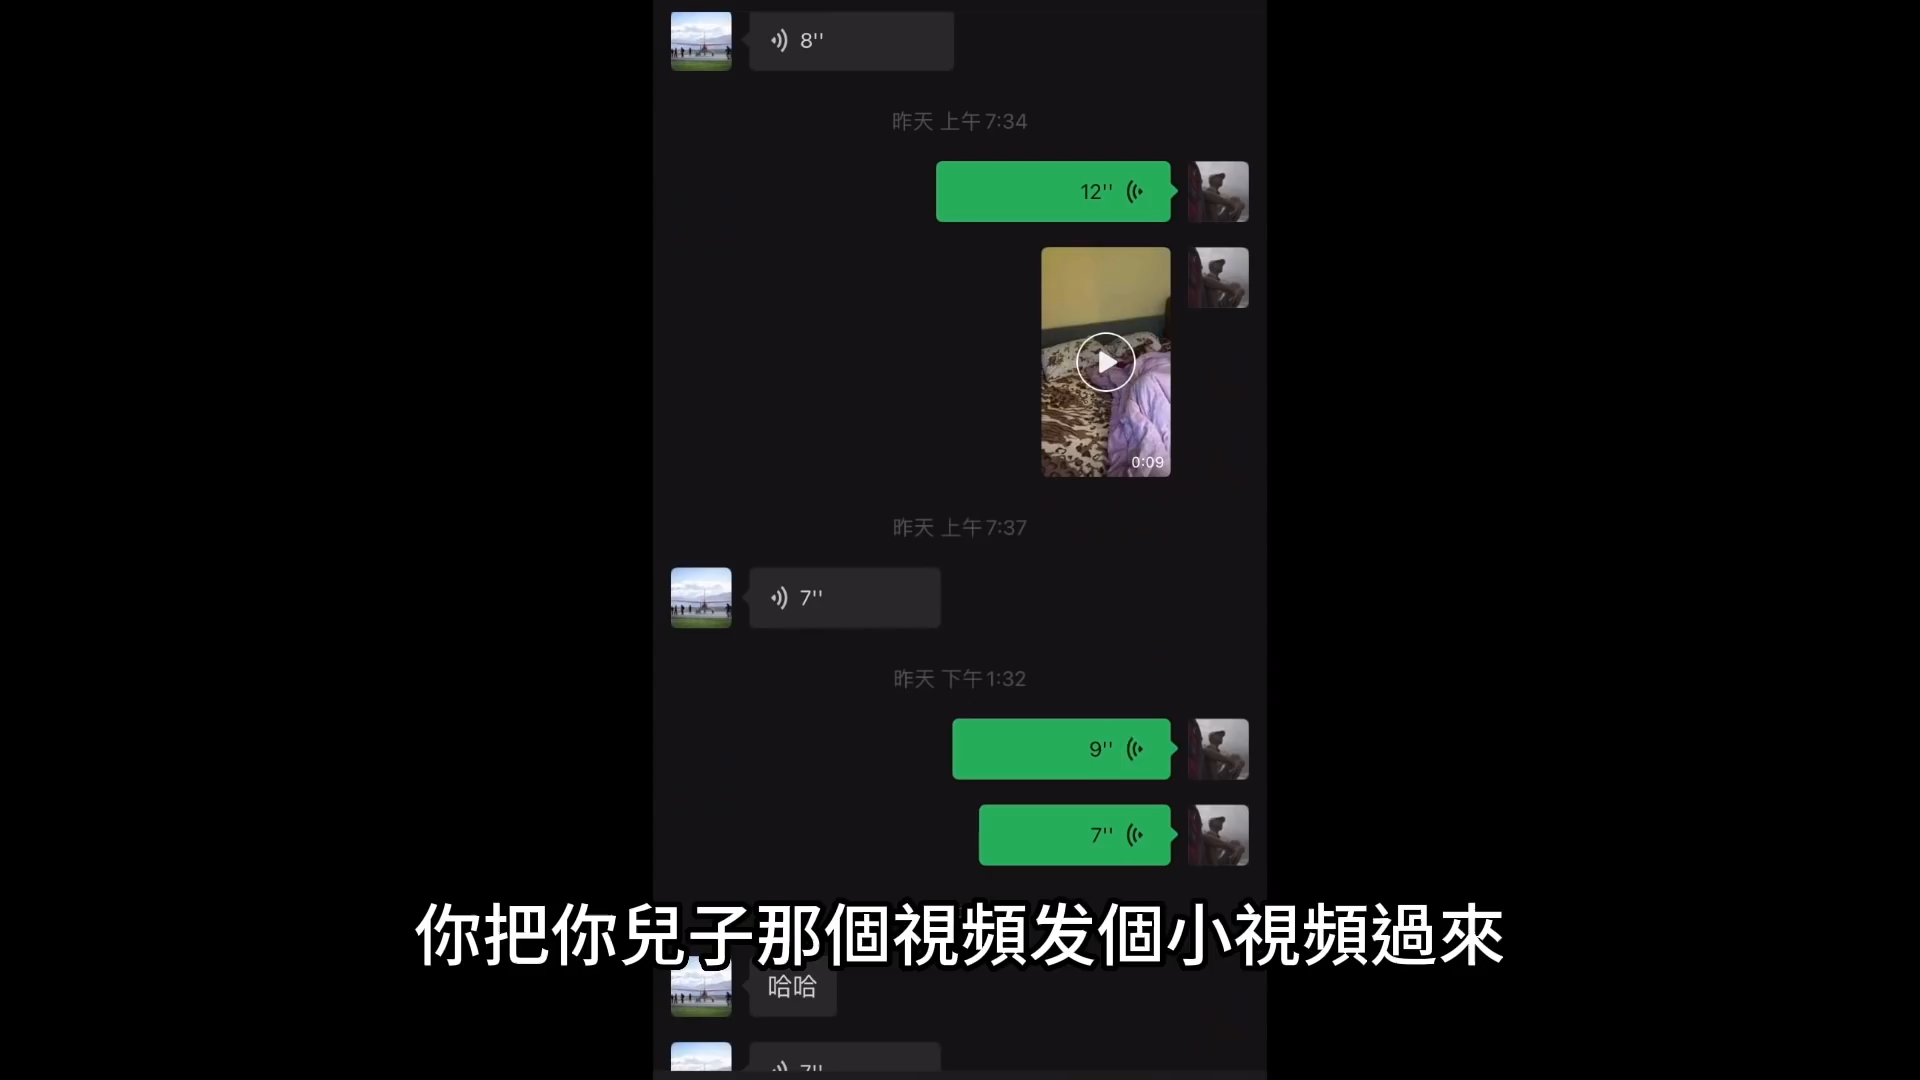 8''
昨天 上午7:34
12''
0:09
昨天 上午7:37
7''
昨天 下午1:32
9''
7''
你把你兒子那個視頻发個小視頻過來
哈哈
7''